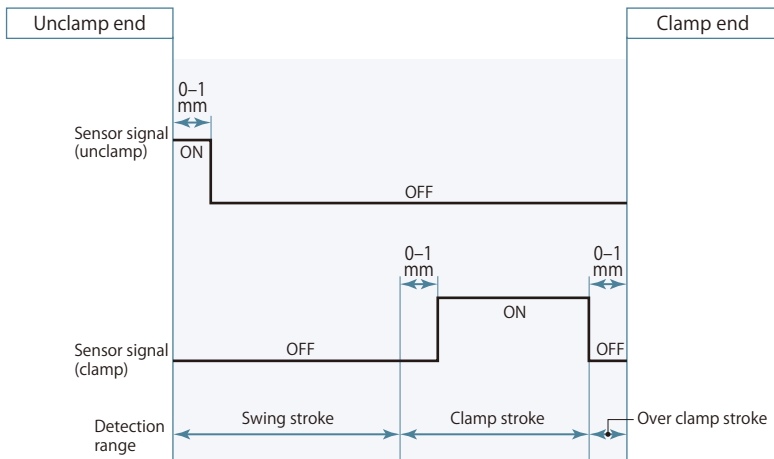 Unclamp end
Clamp end
0–1
mm
Sensor signal
(unclamp)
ON
OFF
0–1
mm
0–1
mm
ON
Sensor signal
(clamp)
OFF
OFF
Detection
range
Swing stroke
Clamp stroke
Over clamp stroke